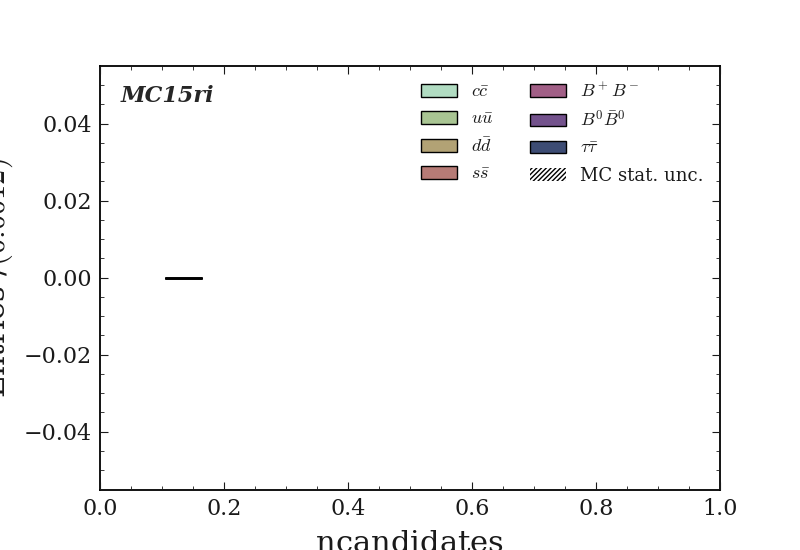 MC15ri
cc̄
uū
dd̄
ss̄
B⁺B⁻
B⁰B̄⁰
ττ̄
MC stat. unc.
0.04
0.02
0.00
−0.02
−0.04
0.0 0.2 0.4 0.6 0.8 1.0
ncandidates